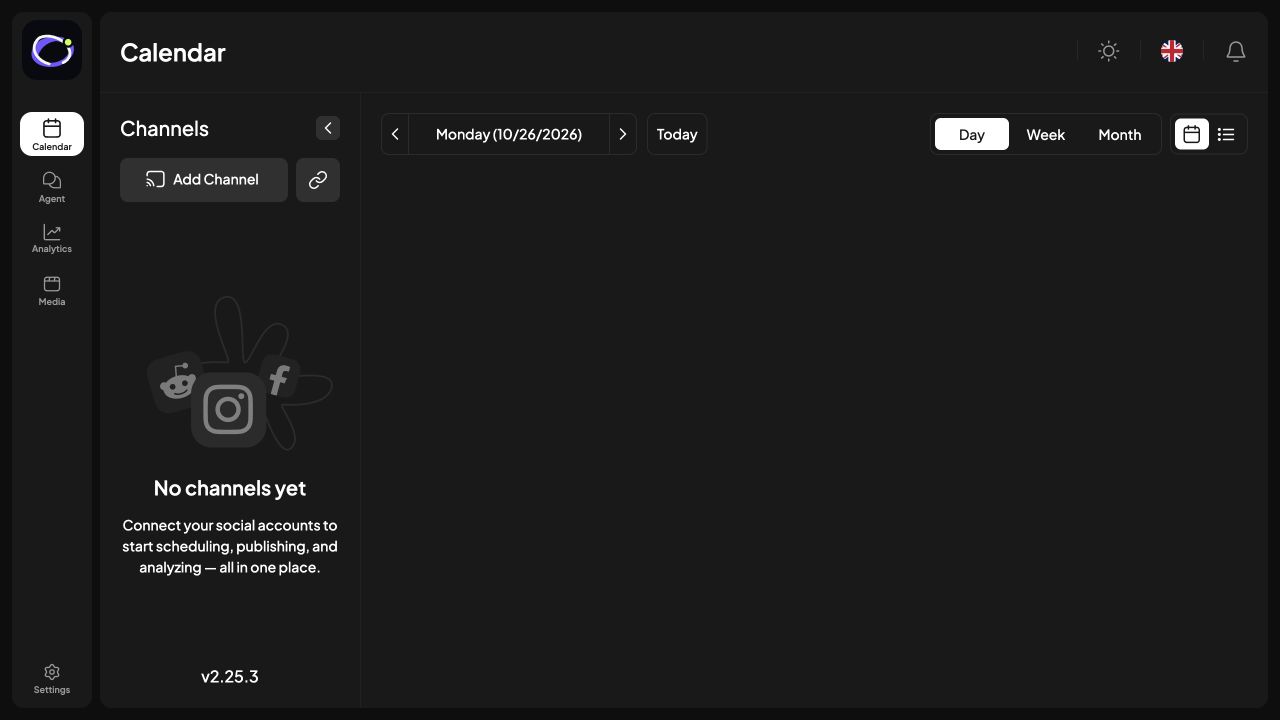 Calendar
Agent
Analytics
Media
Settings
Calendar
Channels
Add Channel
No channels yet
Connect your social accounts to
start scheduling, publishing, and
analyzing — all in one place.
v2.25.3
Monday (10/26/2026)
Today
Day
Week
Month